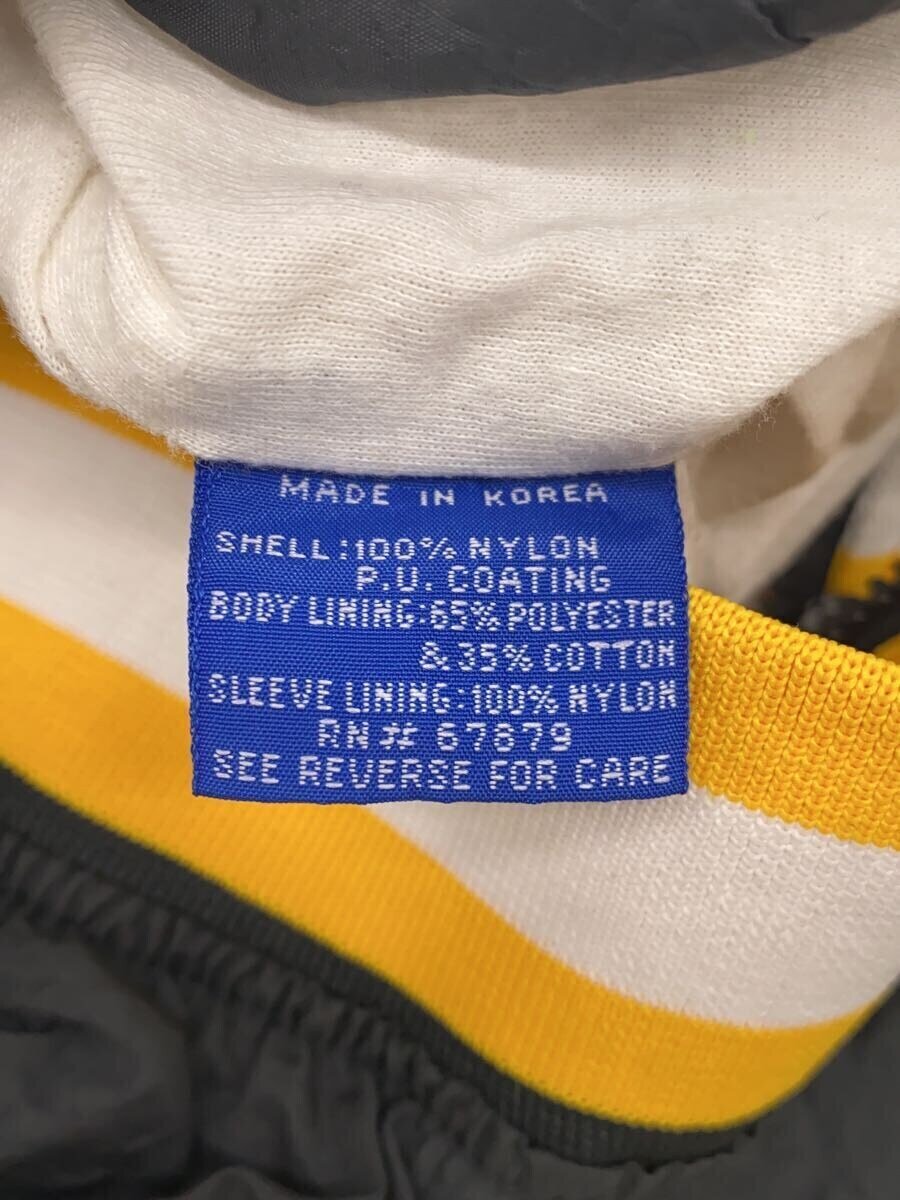 MADE IN KOREA
SHELL:100% NYLON
P.U. COATING
BODY LINING:65% POLYESTER
& 35% COTTON
SLEEVE LINING:100% NYLON
RN # 67879
SEE REVERSE FOR CARE